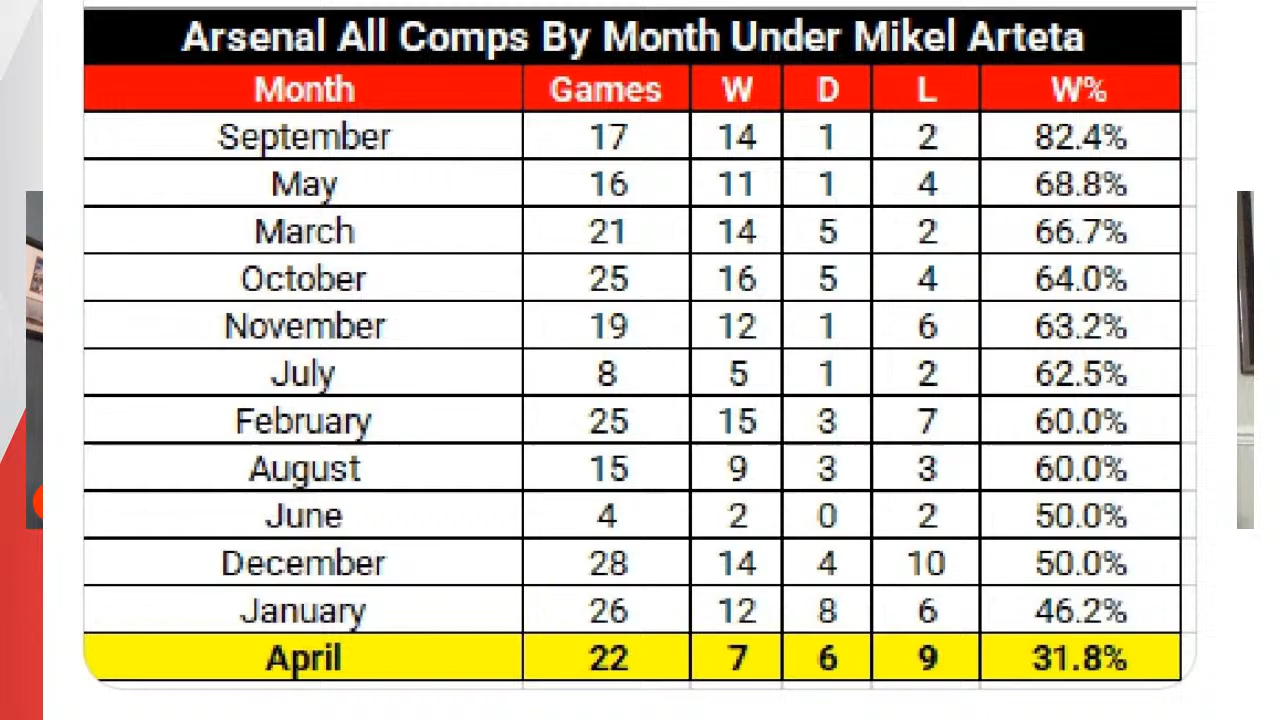 Arsenal All Comps By Month Under Mikel Arteta
Month Games W D L W%
September 17 14 1 2 82.4%
May 16 11 1 4 68.8%
March 21 14 5 2 66.7%
October 25 16 5 4 64.0%
November 19 12 1 6 63.2%
July 8 5 1 2 62.5%
February 25 15 3 7 60.0%
August 15 9 3 3 60.0%
June 4 2 0 2 50.0%
December 28 14 4 10 50.0%
January 26 12 8 6 46.2%
April 22 7 6 9 31.8%